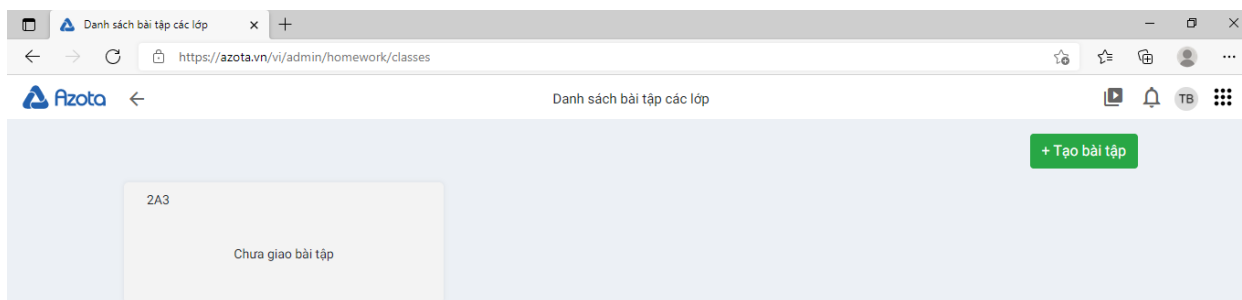 Danh sách bài tập các lớp
https://azota.vn/vi/admin/homework/classes
Azota
Danh sách bài tập các lớp
TB
+ Tạo bài tập
2A3
Chưa giao bài tập